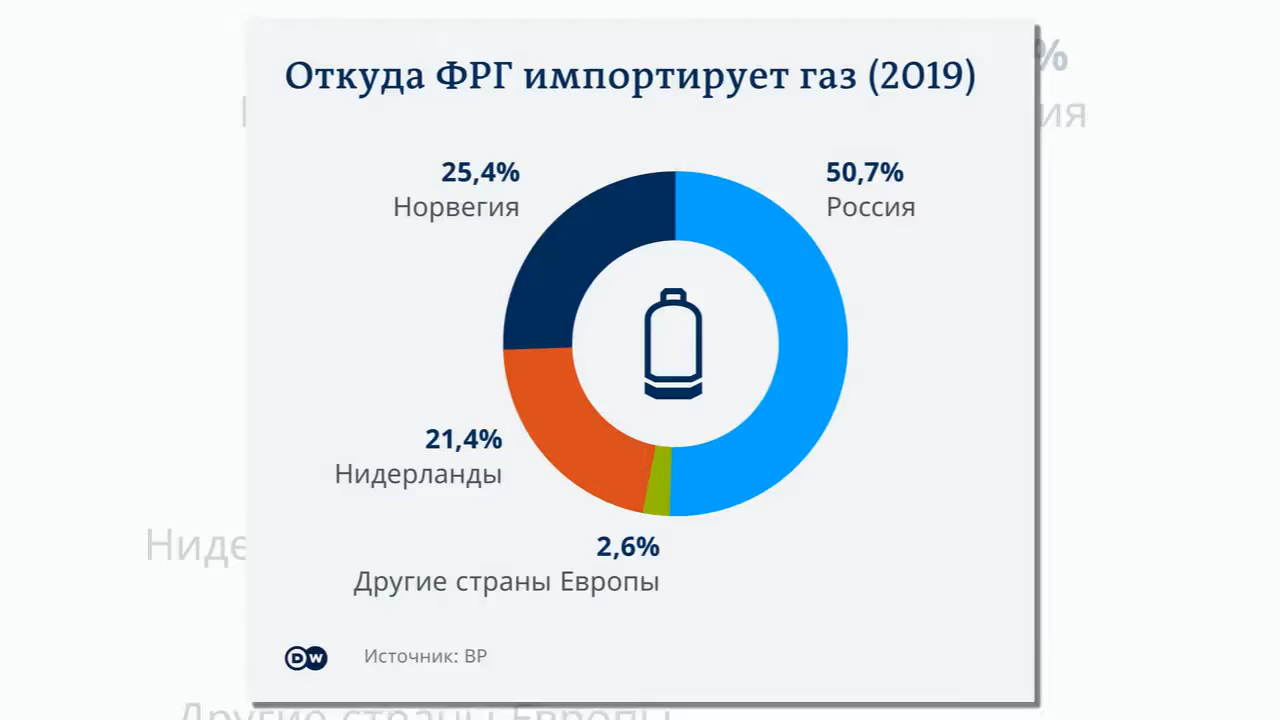 Откуда ФРГ импортирует газ (2019)
25,4%
Норвегия
50,7%
Россия
21,4%
Нидерланды
2,6%
Другие страны Европы
DW
Источник: BP